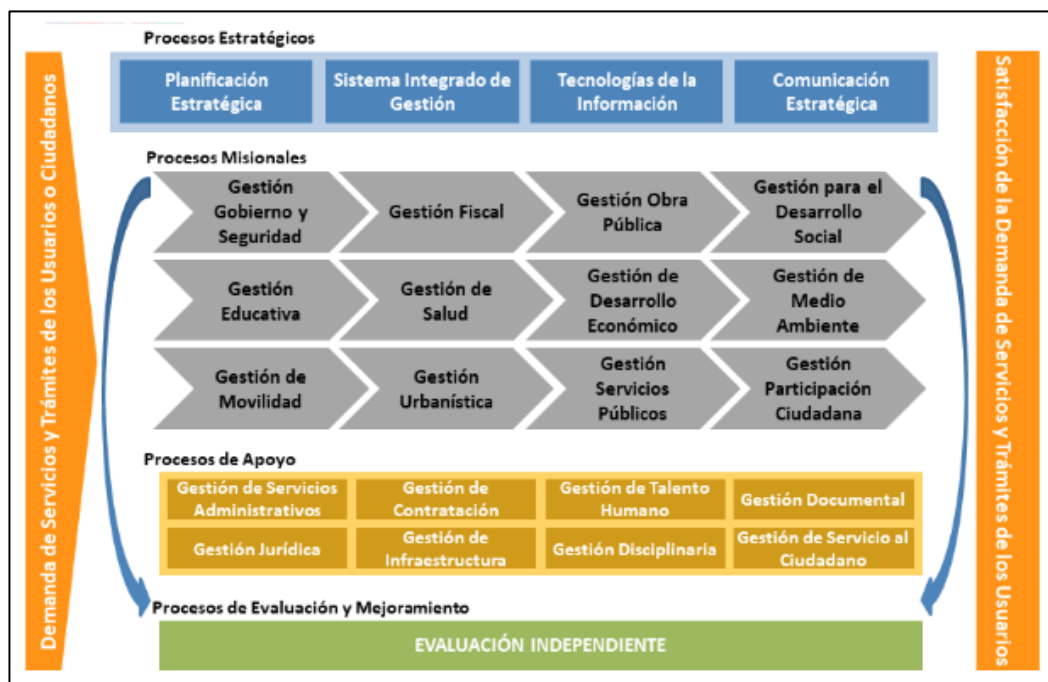 Demanda de Servicios y Trámites de los Usuarios o Ciudadanos
Procesos Estratégicos
Planificación
Estratégica
Sistema Integrado de
Gestión
Tecnologías de la
Información
Comunicación
Estratégica
Procesos Misionales
Gestión
Gobierno y
Seguridad
Gestión Fiscal
Gestión Obra
Pública
Gestión para el
Desarrollo
Social
Gestión
Educativa
Gestión de
Salud
Gestión de
Desarrollo
Económico
Gestión de
Medio
Ambiente
Gestión de
Movilidad
Gestión
Urbanística
Gestión
Servicios
Públicos
Gestión
Participación
Ciudadana
Procesos de Apoyo
Gestión de Servicios
Administrativos
Gestión de
Contratación
Gestión de Talento
Humano
Gestión Documental
Gestión Jurídica
Gestión de
Infraestructura
Gestión Disciplinaria
Gestión de Servicio al
Ciudadano
Procesos de Evaluación y Mejoramiento
EVALUACIÓN INDEPENDIENTE
Satisfacción de la Demanda de Servicios y Trámites de los Usuarios